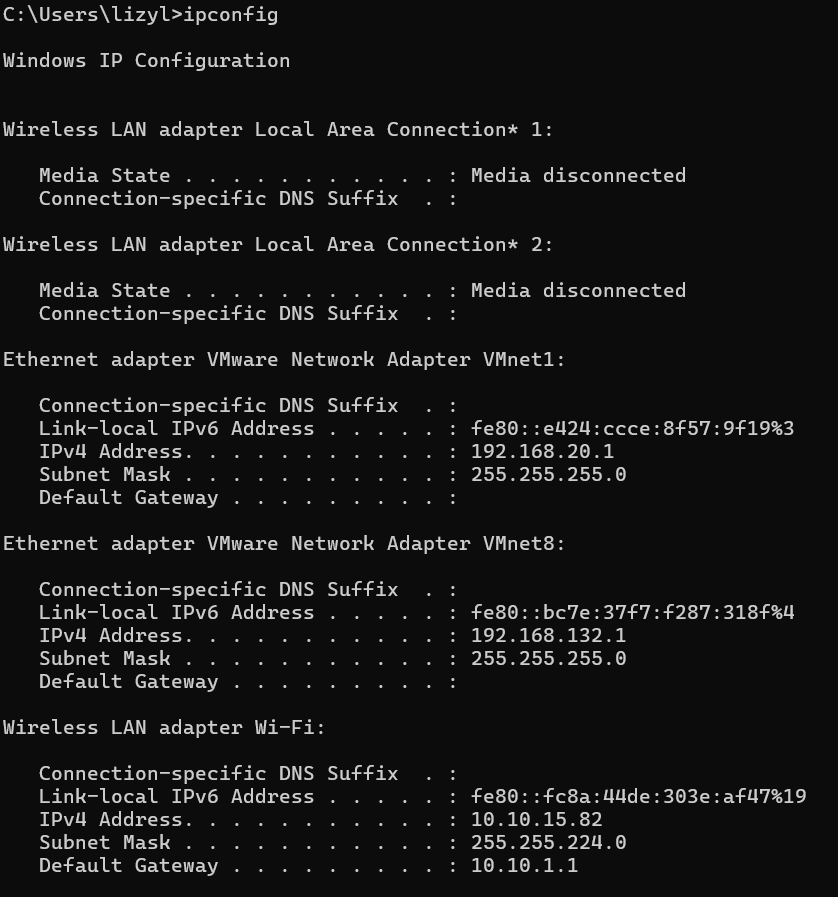 C:\Users\lizyl>ipconfig
Windows IP Configuration
Wireless LAN adapter Local Area Connection* 1:
   Media State . . . . . . . . . . . : Media disconnected
   Connection-specific DNS Suffix  . :
Wireless LAN adapter Local Area Connection* 2:
   Media State . . . . . . . . . . . : Media disconnected
   Connection-specific DNS Suffix  . :
Ethernet adapter VMware Network Adapter VMnet1:
   Connection-specific DNS Suffix  . :
   Link-local IPv6 Address . . . . . : fe80::e424:ccce:8f57:9f19%3
   IPv4 Address. . . . . . . . . . . : 192.168.20.1
   Subnet Mask . . . . . . . . . . . : 255.255.255.0
   Default Gateway . . . . . . . . . :
Ethernet adapter VMware Network Adapter VMnet8:
   Connection-specific DNS Suffix  . :
   Link-local IPv6 Address . . . . . : fe80::bc7e:37f7:f287:318f%4
   IPv4 Address. . . . . . . . . . . : 192.168.132.1
   Subnet Mask . . . . . . . . . . . : 255.255.255.0
   Default Gateway . . . . . . . . . :
Wireless LAN adapter Wi-Fi:
   Connection-specific DNS Suffix  . :
   Link-local IPv6 Address . . . . . : fe80::fc8a:44de:303e:af47%19
   IPv4 Address. . . . . . . . . . . : 10.10.15.82
   Subnet Mask . . . . . . . . . . . : 255.255.224.0
   Default Gateway . . . . . . . . . : 10.10.1.1